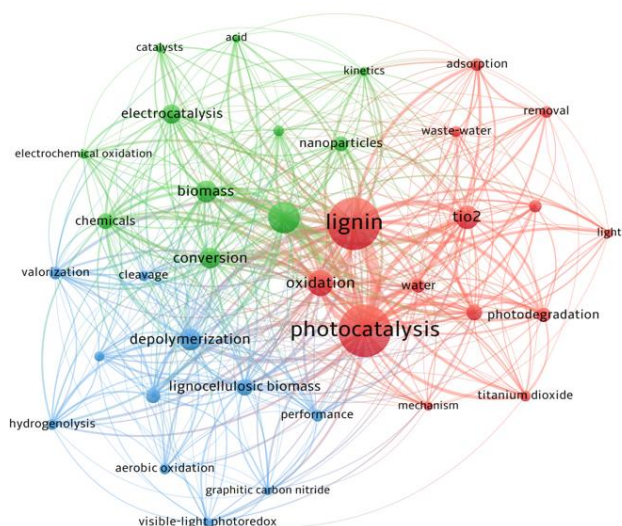 acid
catalysts
kinetics
adsorption
electrocatalysis
removal
waste-water
nanoparticles
electrochemical oxidation
biomass
chemicals
lignin
tio2
light
conversion
valorization
cleavage
oxidation
water
photodegradation
photocatalysis
depolymerization
lignocellulosic biomass
titanium dioxide
mechanism
performance
hydrogenolysis
aerobic oxidation
graphitic carbon nitride
visible-light photoredox